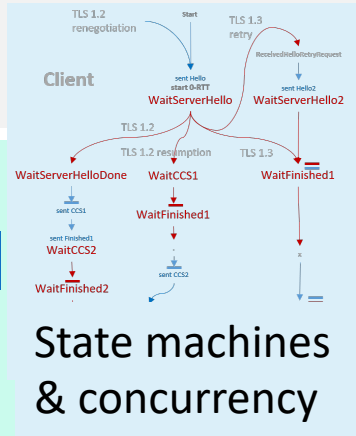 TLS 1.2
renegotiation
Start
TLS 1.3
retry
ReceivedHelloRetryRequest
Client
sent Hello
start 0-RTT
WaitServerHello
sent Hello2
WaitServerHello2
TLS 1.2
TLS 1.2 resumption
TLS 1.3
WaitServerHelloDone
WaitCCS1
WaitFinished1
sent CCS1
WaitFinished1
sent Finished1
WaitCCS2
sent CCS2
WaitFinished2
State machines
& concurrency